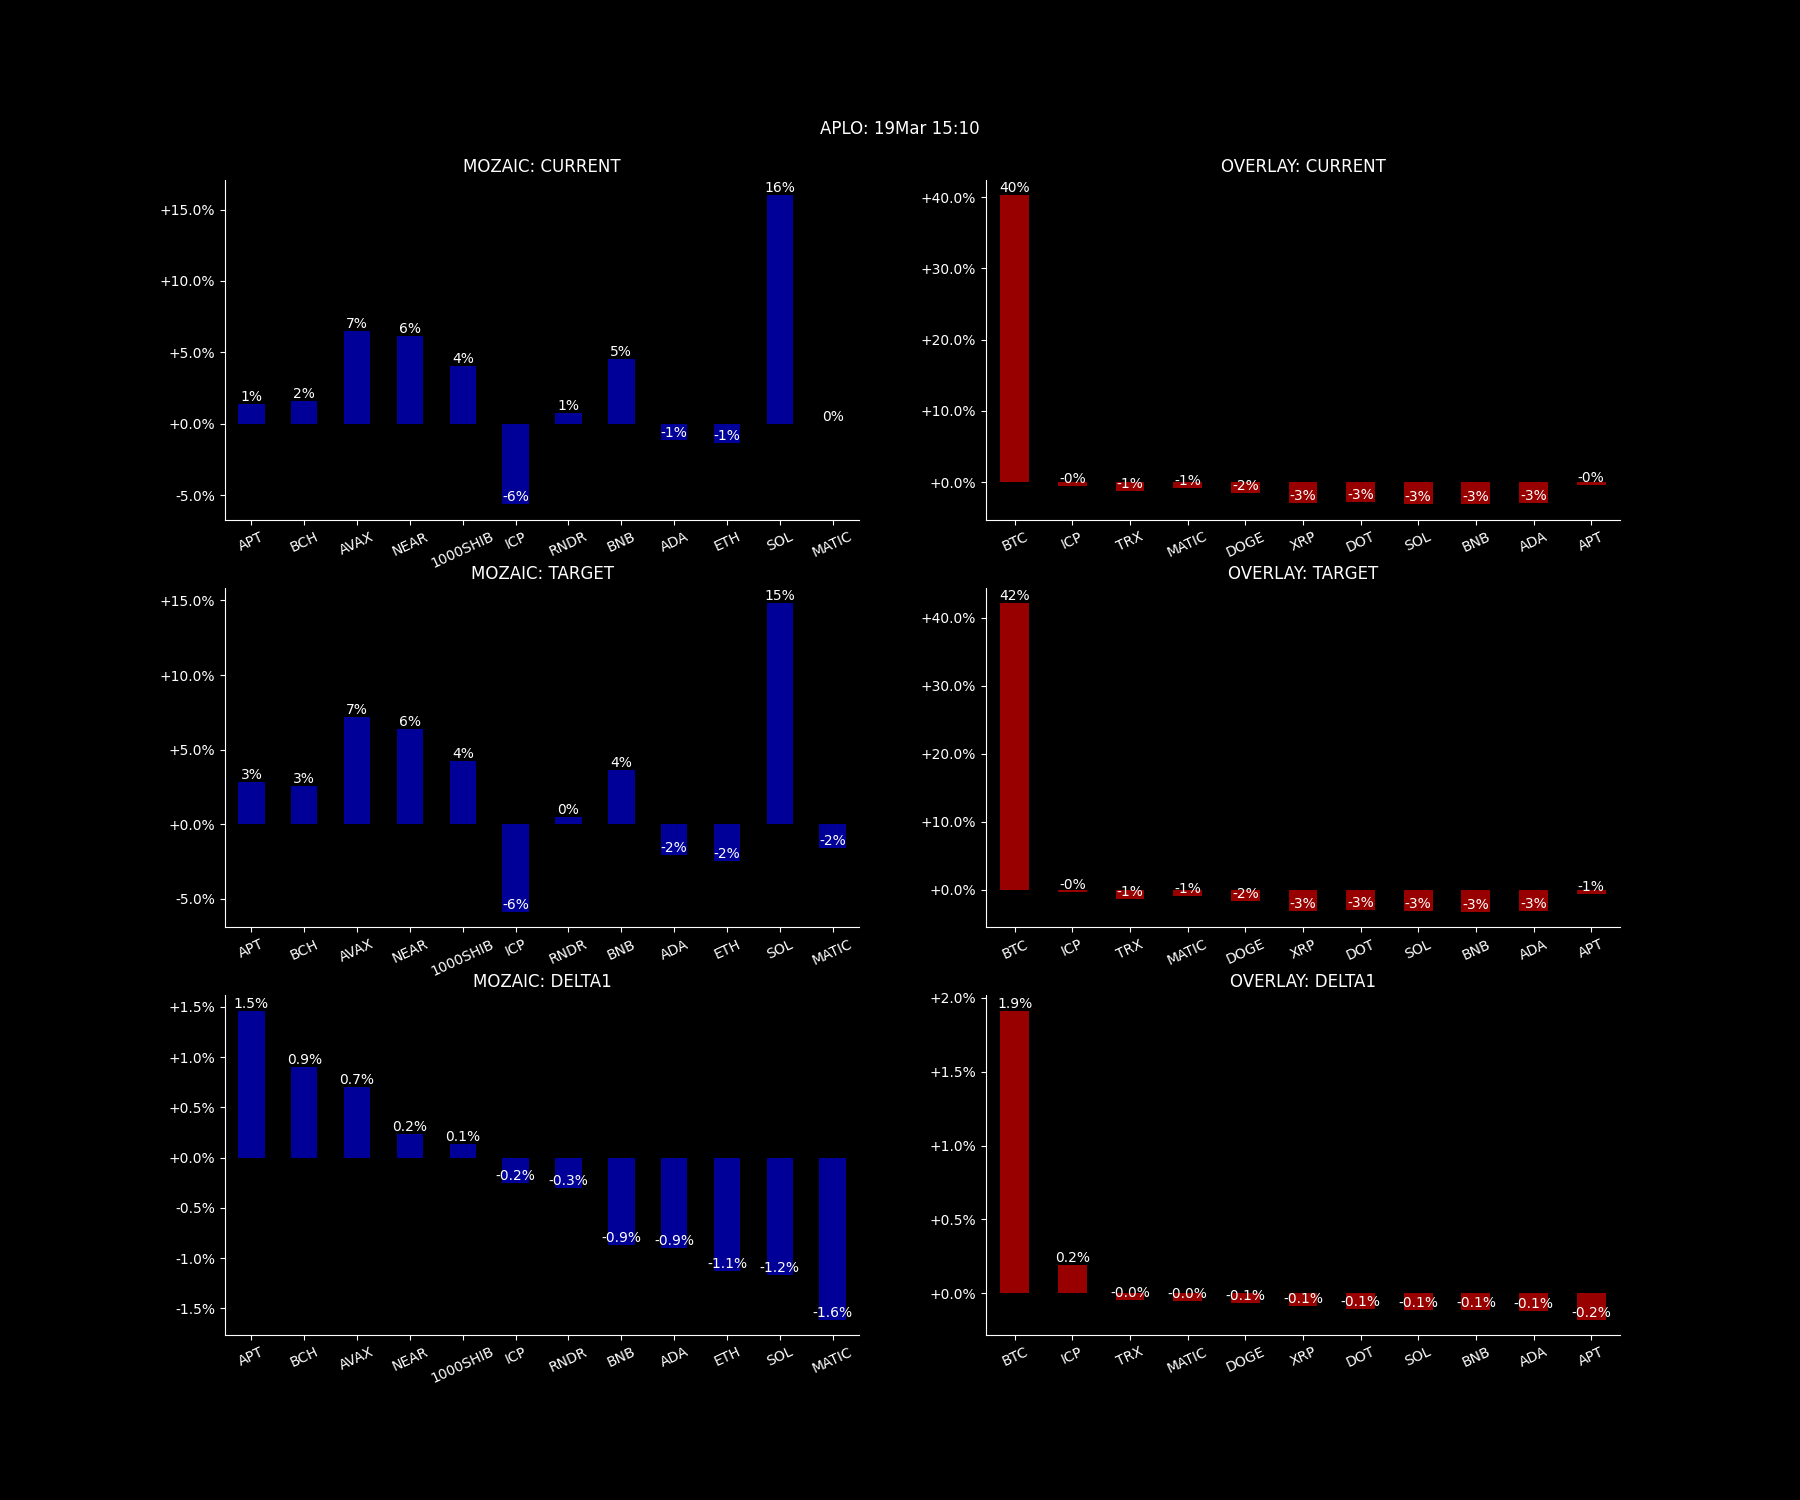 APLO: 19Mar 15:10
MOZAIC: CURRENT
+15.0%
+10.0%
+5.0%
+0.0%
-5.0%
1%
2%
7%
6%
4%
-6%
1%
5%
-1%
-1%
16%
0%
APT
BCH
AVAX
NEAR
1000SHIB
ICP
RNDR
BNB
ADA
ETH
SOL
MATIC
OVERLAY: CURRENT
+40.0%
+30.0%
+20.0%
+10.0%
+0.0%
40%
-0%
-1%
-1%
-2%
-3%
-3%
-3%
-3%
-3%
-0%
BTC
ICP
TRX
MATIC
DOGE
XRP
DOT
SOL
BNB
ADA
APT
MOZAIC: TARGET
+15.0%
+10.0%
+5.0%
+0.0%
-5.0%
3%
3%
7%
6%
4%
-6%
0%
4%
-2%
-2%
15%
-2%
APT
BCH
AVAX
NEAR
1000SHIB
ICP
RNDR
BNB
ADA
ETH
SOL
MATIC
OVERLAY: TARGET
+40.0%
+30.0%
+20.0%
+10.0%
+0.0%
42%
-0%
-1%
-1%
-2%
-3%
-3%
-3%
-3%
-3%
-1%
BTC
ICP
TRX
MATIC
DOGE
XRP
DOT
SOL
BNB
ADA
APT
MOZAIC: DELTA1
+1.5%
+1.0%
+0.5%
+0.0%
-0.5%
-1.0%
-1.5%
1.5%
0.9%
0.7%
0.2%
0.1%
-0.2%
-0.3%
-0.9%
-0.9%
-1.1%
-1.2%
-1.6%
APT
BCH
AVAX
NEAR
1000SHIB
ICP
RNDR
BNB
ADA
ETH
SOL
MATIC
OVERLAY: DELTA1
+2.0%
+1.5%
+1.0%
+0.5%
+0.0%
1.9%
0.2%
-0.0%
-0.0%
-0.1%
-0.1%
-0.1%
-0.1%
-0.1%
-0.1%
-0.2%
BTC
ICP
TRX
MATIC
DOGE
XRP
DOT
SOL
BNB
ADA
APT